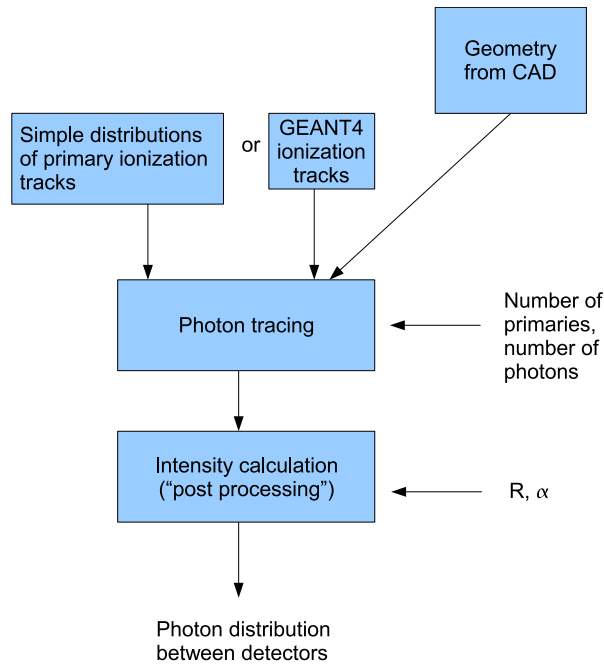 Geometry
from CAD
Simple distributions
of primary ionization
tracks
or
GEANT4
ionization
tracks
Photon tracing
Number of
primaries,
number of
photons
Intensity calculation
(“post processing”)
R, α
Photon distribution
between detectors